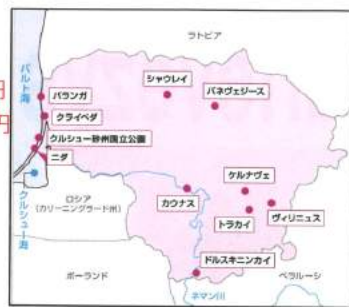 ラトビア
バルト海
円
円
パランガ
シャウレイ
パネヴェジース
クライペダ
クルシュー砂州国立公園
ニダ
クルシュー海
ロシア
(カリーニングラード州)
カウナス
ケルナヴェ
トラカイ
ヴィリニュス
ドルスキニンカイ
ポーランド
ネマン川
ベラルーシ